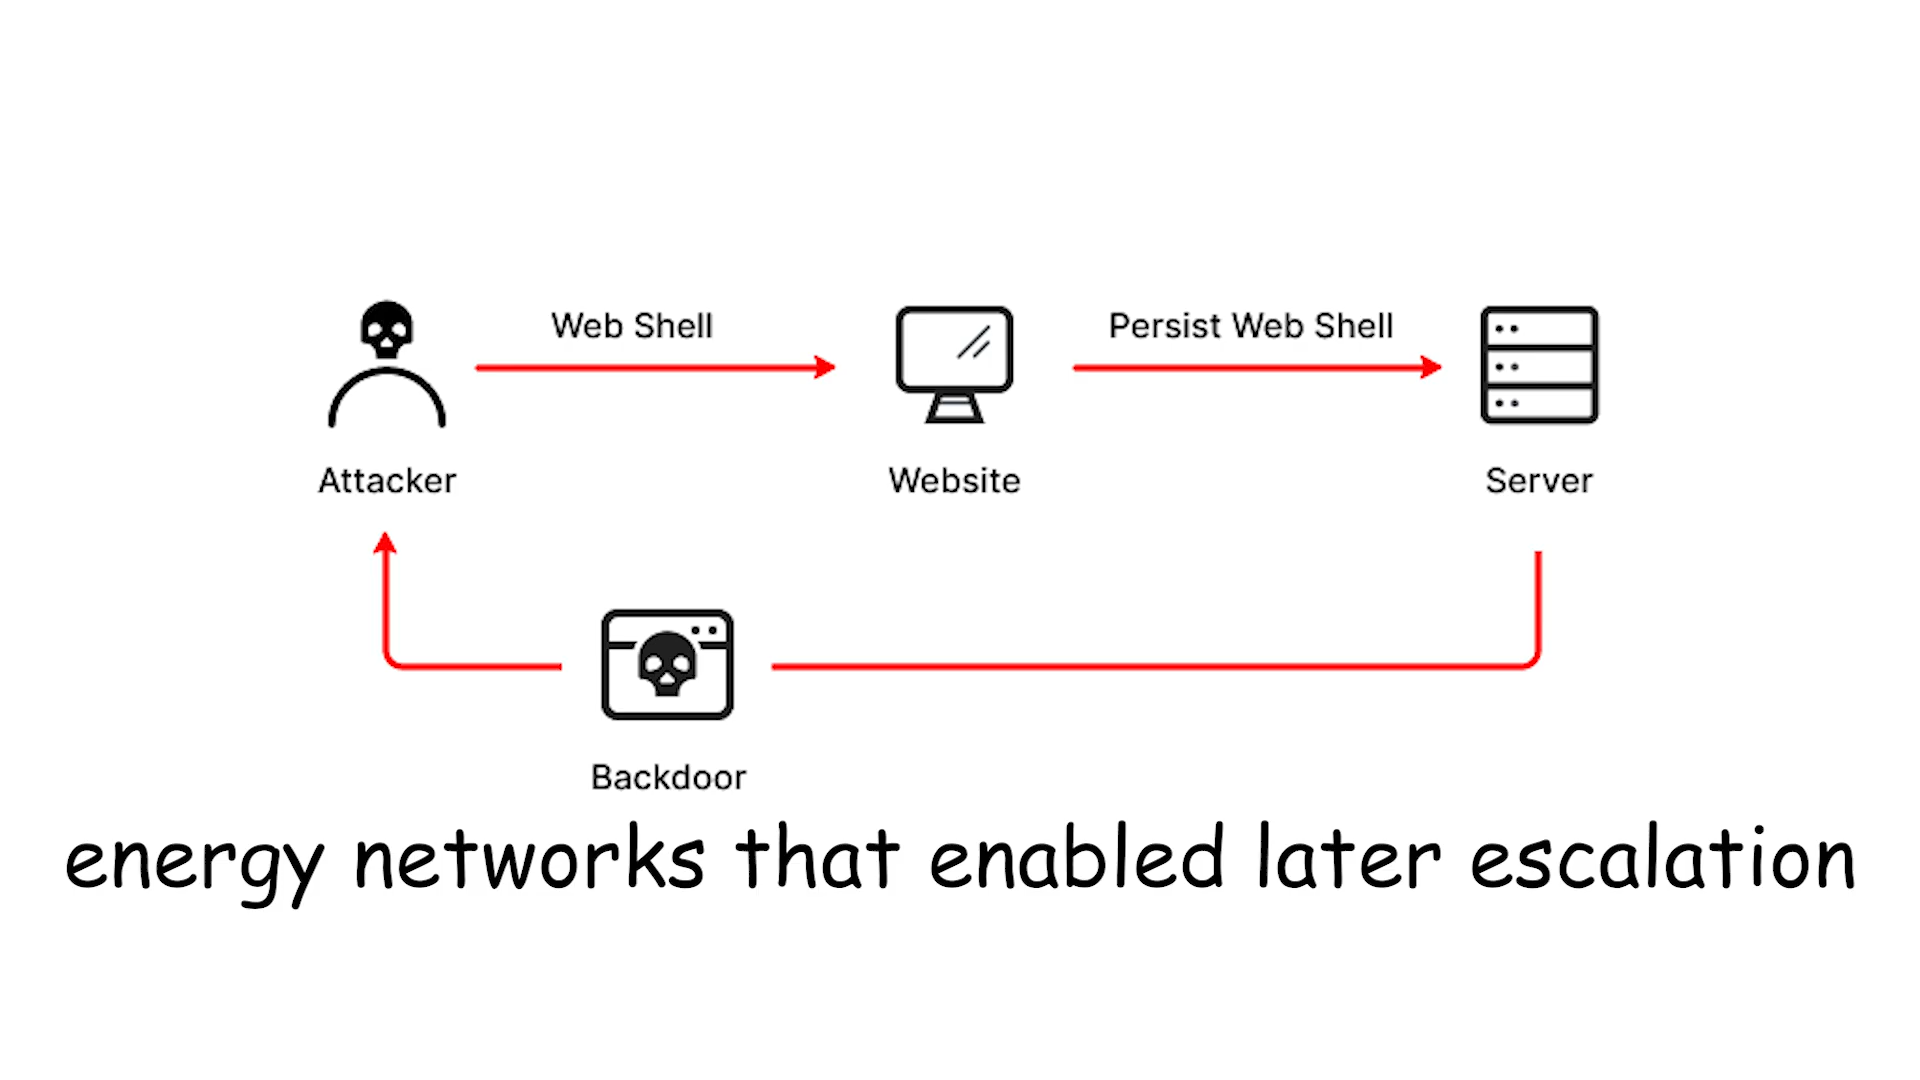 Web Shell
Persist Web Shell
Attacker
Website
Server
Backdoor
energy networks that enabled later escalation